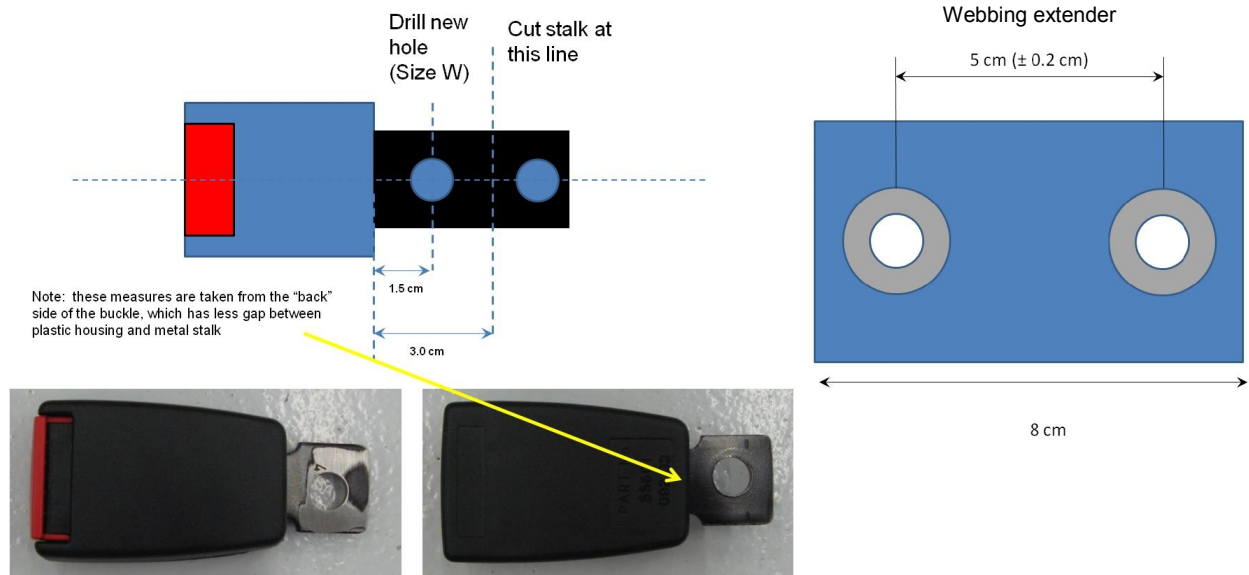 Drill new
hole
(Size W)
Cut stalk at
this line
1.5 cm
3.0 cm
Note:  these measures are taken from the “back”
side of the buckle, which has less gap between
plastic housing and metal stalk
Webbing extender
5 cm (± 0.2 cm)
8 cm
PART